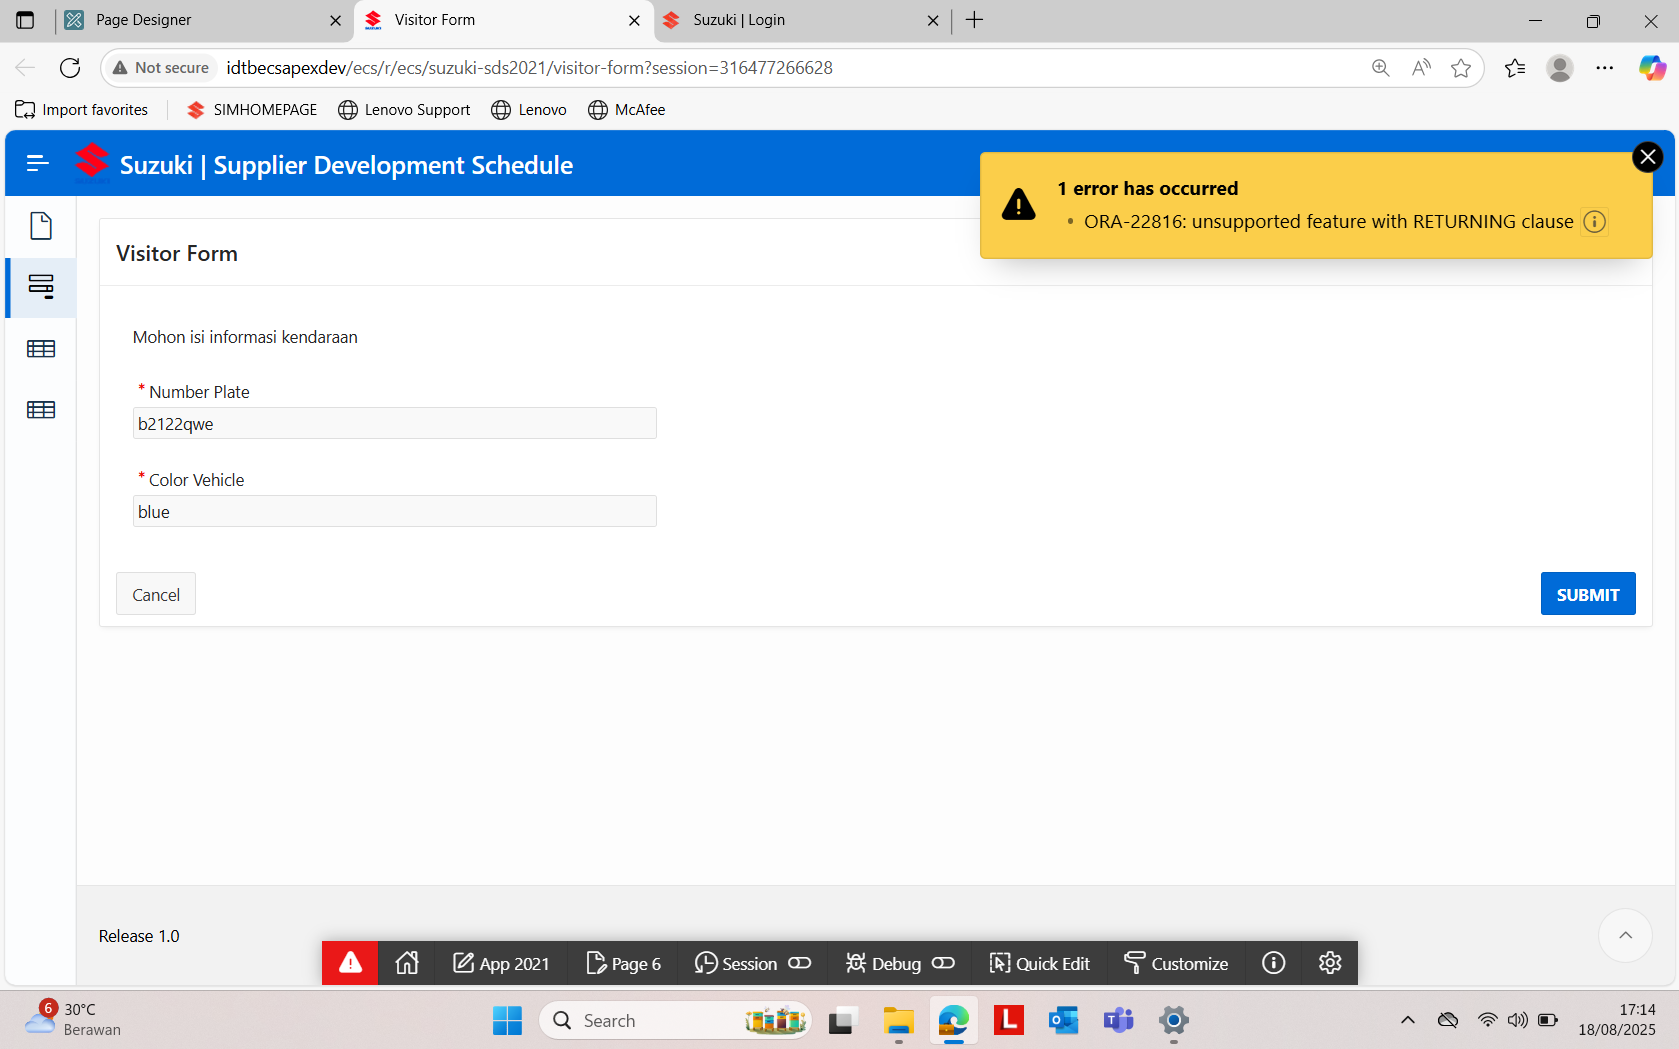 Page Designer
Visitor Form
Suzuki | Login
Not secure
idtbecsapexdev/ecs/r/ecs/suzuki-sds2021/visitor-form?session=316477266628
Import favorites
SIMHOMEPAGE
Lenovo Support
Lenovo
McAfee
Suzuki | Supplier Development Schedule
1 error has occurred
• ORA-22816: unsupported feature with RETURNING clause
Visitor Form
Mohon isi informasi kendaraan
* Number Plate
b2122qwe
* Color Vehicle
blue
Cancel
SUBMIT
Release 1.0
App 2021
Page 6
Session
Debug
Quick Edit
Customize
6
30°C
Berawan
Search
17:14
18/08/2025